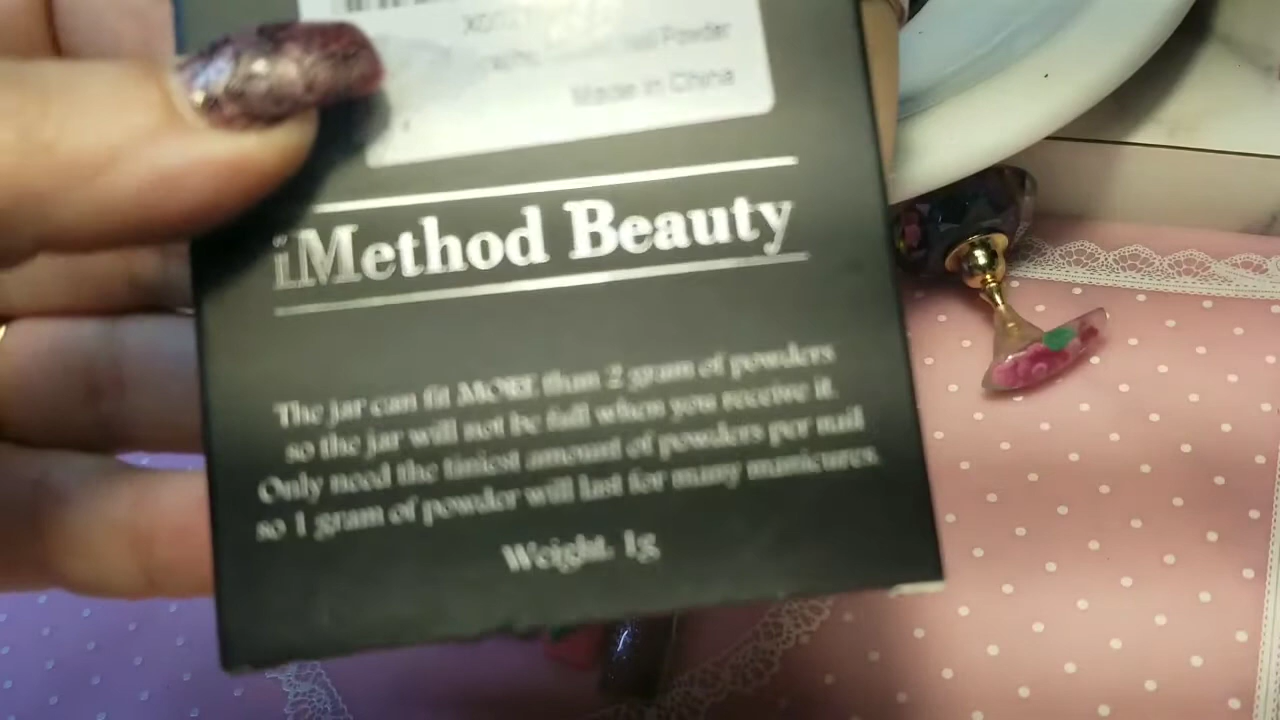 Powder
Made in China
iMethod Beauty
The jar can fit MORE than 2 gram of powders
so the jar will not be full when you receive it.
Only need the tiniest amount of powders per nail
so 1 gram of powder will last for many manicures.
Weight. 1g